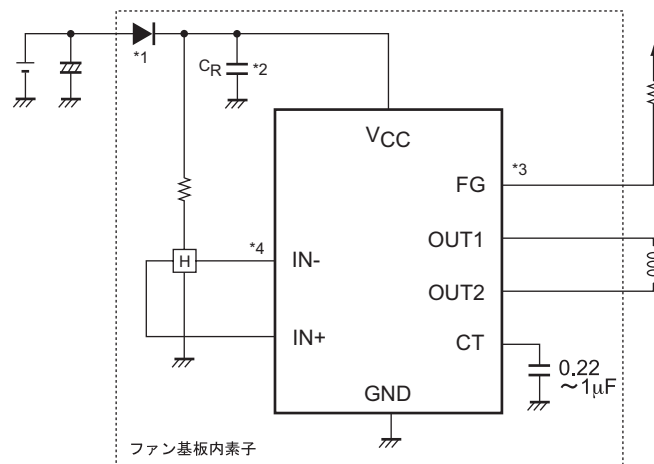 *1
CR *2
VCC
FG *3
OUT1
*4 IN-
H
OUT2
IN+
CT
0.22
～1μF
GND
ファン基板内素子